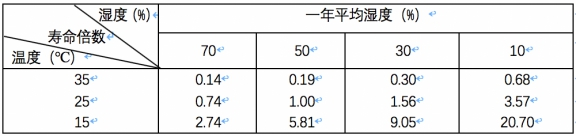 湿度 (%)
寿命倍数
温度 (℃)
一年平均湿度 (%)
70 50 30 10
35 0.14 0.19 0.30 0.68
25 0.74 1.00 1.56 3.57
15 2.74 5.81 9.05 20.70